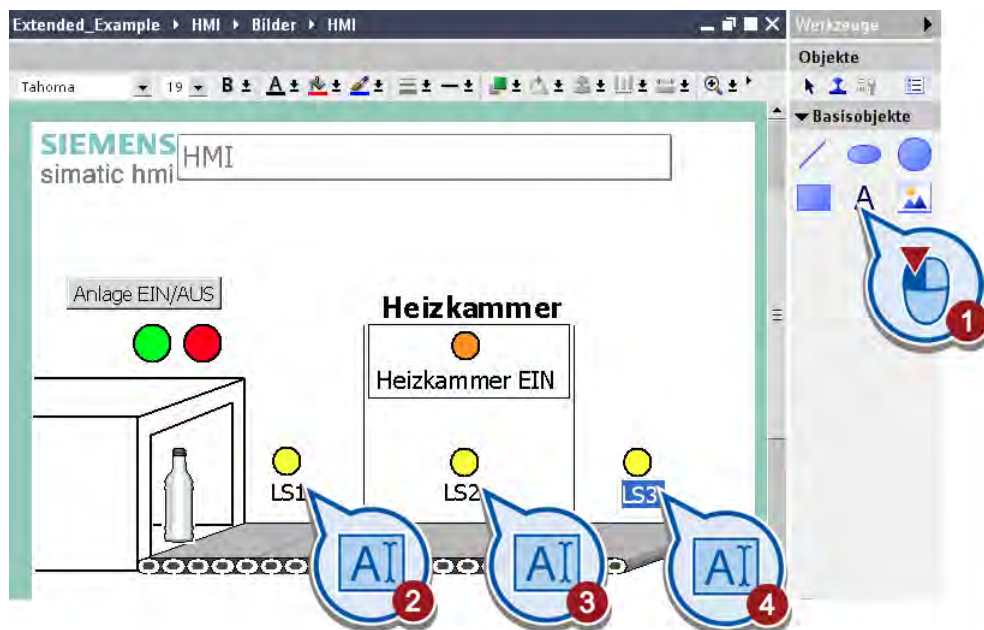 Extended_Example ▸ HMI ▸ Bilder ▸ HMI
Werkzeuge
Objekte
Tahoma 19 B A
Basisobjekte
SIEMENS
simatic hmi
HMI
A
1
Anlage EIN/AUS
Heizkammer
Heizkammer EIN
LS1
LS2
LS3
A
2
A
3
A
4